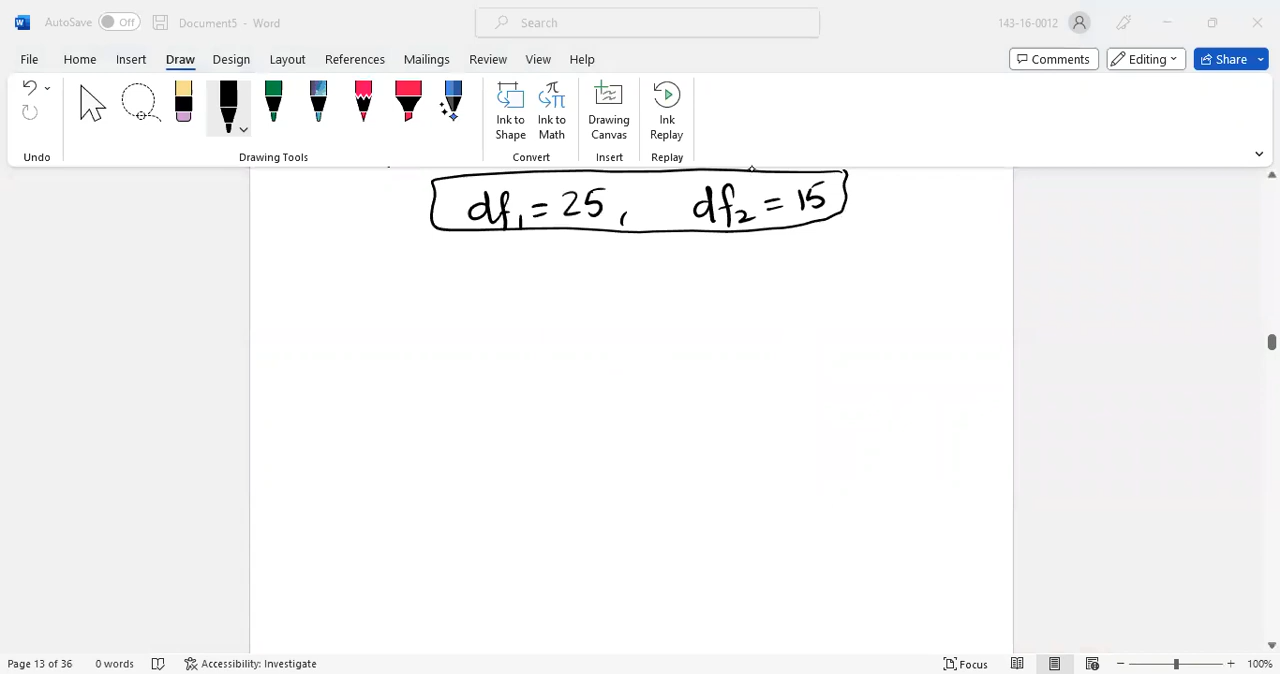 AutoSave Off Document5 - Word Search 143-16-0012
File Home Insert Draw Design Layout References Mailings Review View Help Comments Editing Share
Ink to Shape Ink to Math Drawing Canvas Ink Replay
Undo Drawing Tools Convert Insert Replay
df₁ = 25, df₂ = 15
Page 13 of 36 0 words Accessibility: Investigate Focus 100%